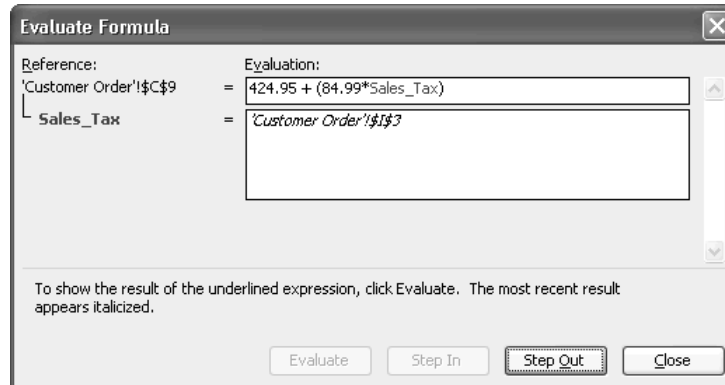 Evaluate Formula
Reference:
Evaluation:
'Customer Order'!$C$9 = 424.95 + (84.99*Sales_Tax)
Sales_Tax = 'Customer Order'!$I$3
To show the result of the underlined expression, click Evaluate. The most recent result
appears italicized.
Evaluate
Step In
Step Out
Close